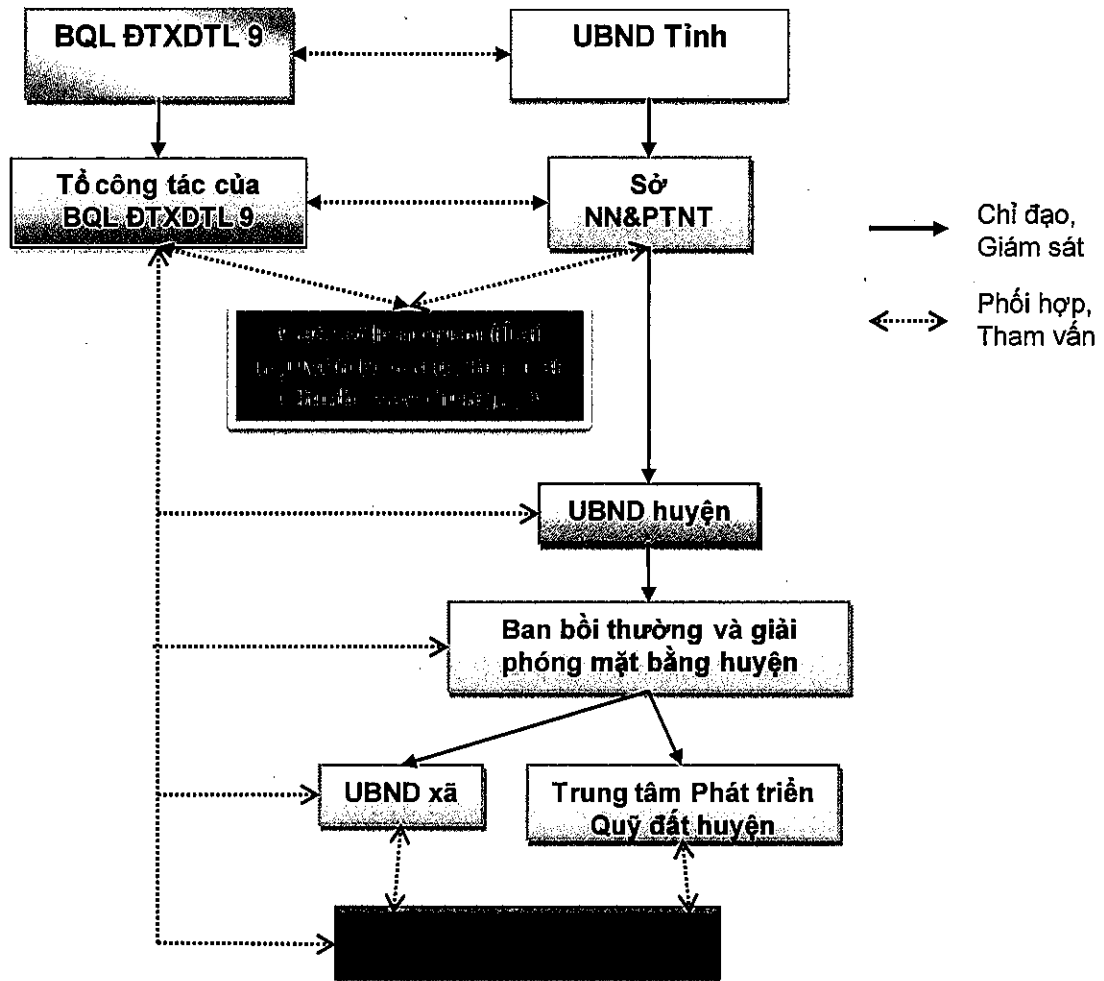 BQL ĐTXDTL 9
UBND Tỉnh
Tổ công tác của
BQL ĐTXDTL 9
Sở
NN&PTNT
Chỉ đạo,
Giám sát
Phối hợp,
Tham vấn
UBND huyện
Ban bồi thường và giải
phóng mặt bằng huyện
UBND xã
Trung tâm Phát triển
Quỹ đất huyện